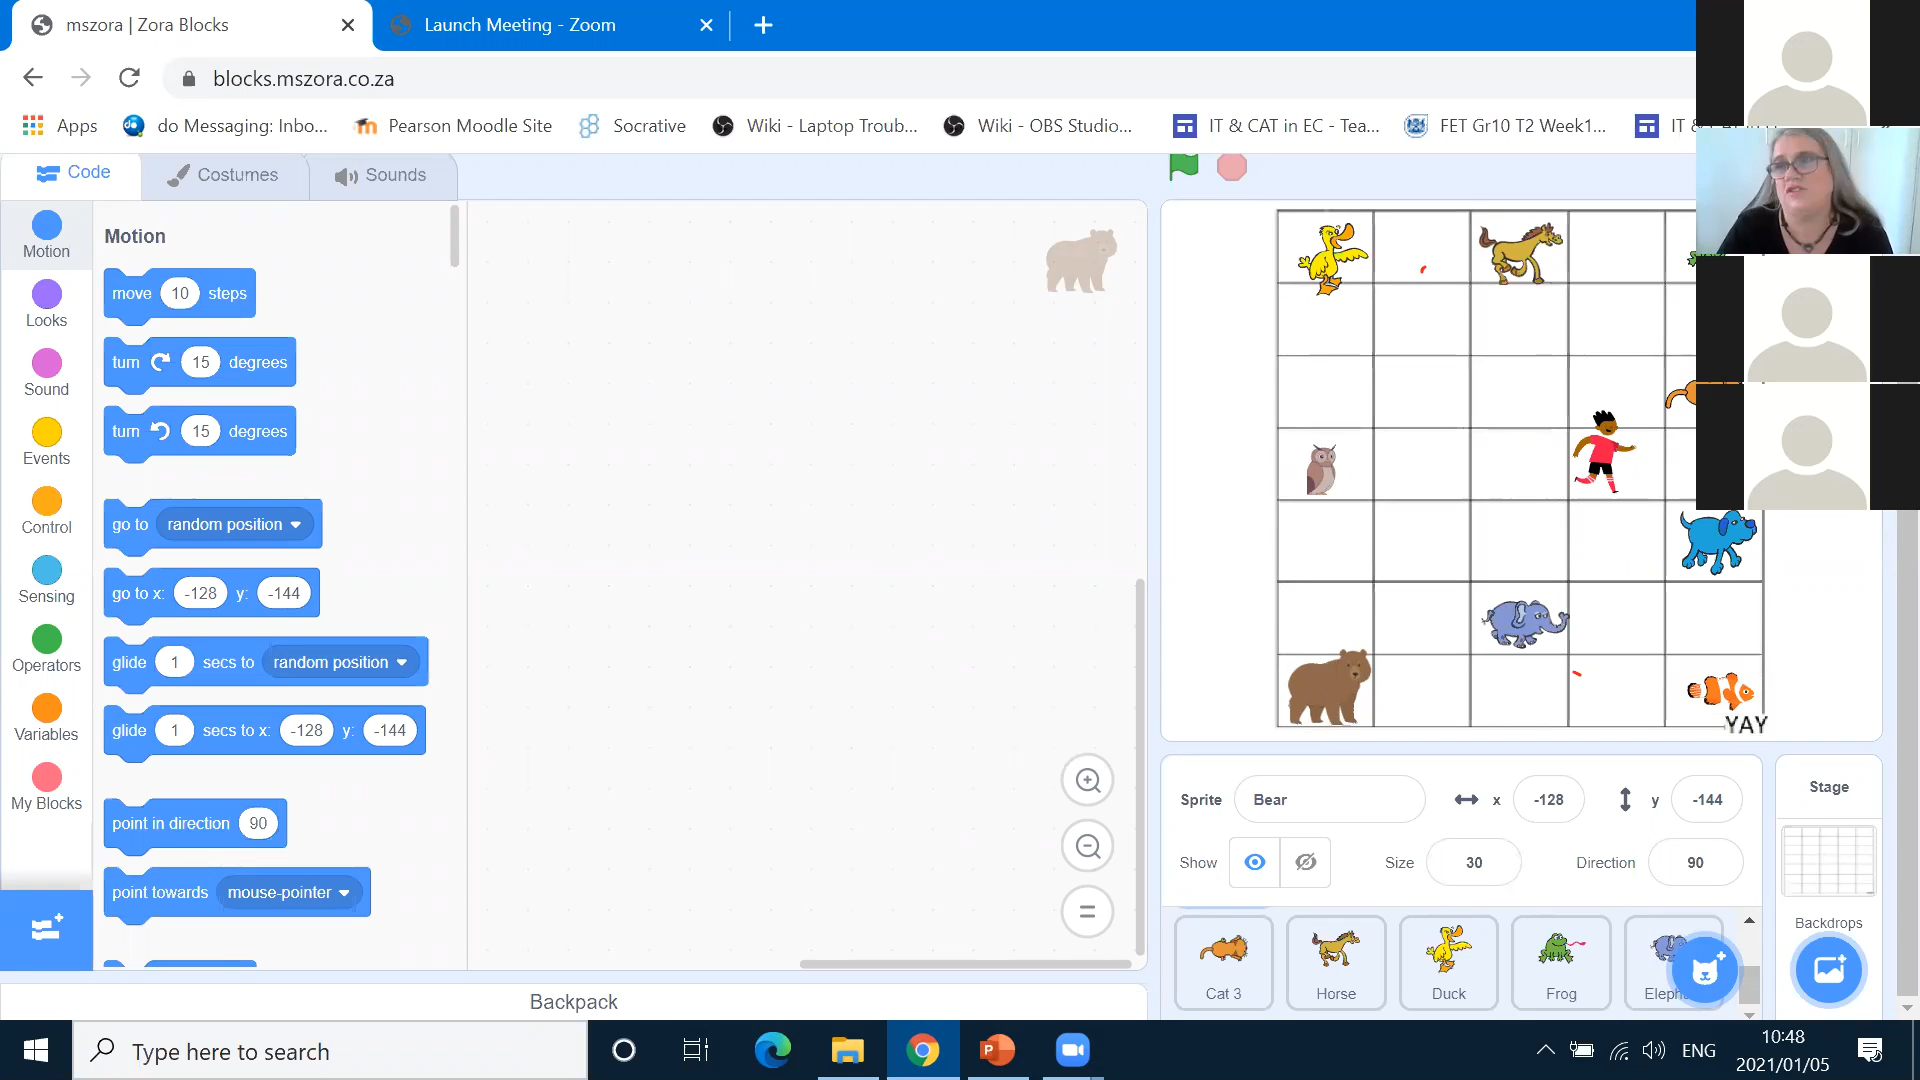 mszora | Zora Blocks
Launch Meeting - Zoom
blocks.mszora.co.za
Apps
do Messaging: Inbo...
Pearson Moodle Site
Socrative
Wiki - Laptop Troub...
Wiki - OBS Studio...
IT & CAT in EC - Tea...
FET Gr10 T2 Week1...
Code
Costumes
Sounds
Motion
Looks
Sound
Events
Control
Sensing
Operators
Variables
My Blocks
Motion
move 10 steps
turn 15 degrees
turn 15 degrees
go to random position
go to x: -128 y: -144
glide 1 secs to random position
glide 1 secs to x: -128 y: -144
point in direction 90
point towards mouse-pointer
Backpack
YAY
Sprite Bear x -128 y -144
Show Size 30 Direction 90
Cat 3
Horse
Duck
Frog
Stage
Backdrops
Type here to search
ENG
10:48
2021/01/05